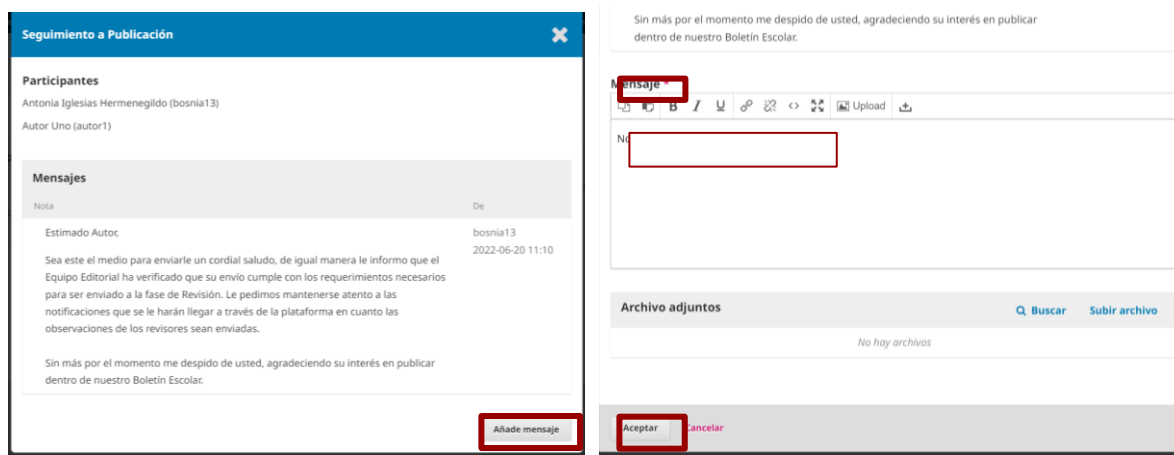 Seguimiento a Publicación
Participantes
Antonia Iglesias Hermenegildo (bosnia13)
Autor Uno (autor1)
Mensajes
Nota De
Estimado Autor, bosnia13
2022-06-20 11:10
Sea este el medio para enviarle un cordial saludo, de igual manera le informo que el
Equipo Editorial ha verificado que su envío cumple con los requerimientos necesarios
para ser enviado a la fase de Revisión. Le pedimos mantenerse atento a las
notificaciones que se le harán llegar a través de la plataforma en cuanto las
observaciones de los revisores sean enviadas.
Sin más por el momento me despido de usted, agradeciendo su interés en publicar
dentro de nuestro Boletín Escolar.
Añade mensaje
Sin más por el momento me despido de usted, agradeciendo su interés en publicar
dentro de nuestro Boletín Escolar.
Mensaje *
B I U Upload
Archivo adjuntos Buscar Subir archivo
No hay archivos
Aceptar Cancelar